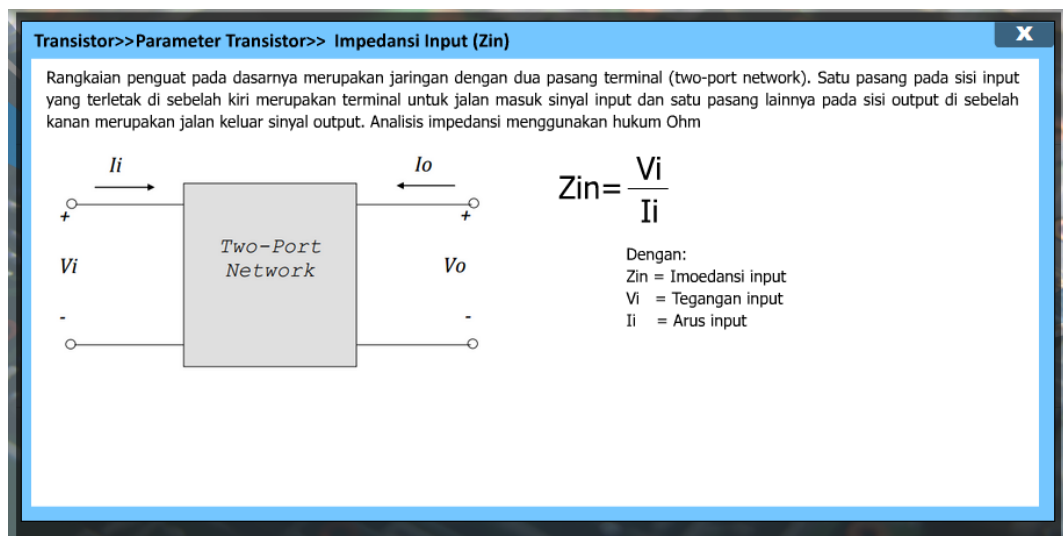 Transistor>>Parameter Transistor>> Impedansi Input (Zin)
X
Rangkaian penguat pada dasarnya merupakan jaringan dengan dua pasang terminal (two-port network). Satu pasang pada sisi input
yang terletak di sebelah kiri merupakan terminal untuk jalan masuk sinyal input dan satu pasang lainnya pada sisi output di sebelah
kanan merupakan jalan keluar sinyal output. Analisis impedansi menggunakan hukum Ohm
Ii
Io
+
+
Two-Port
Network
Vi
Vo
-
-
Zin= Vi
Ii
Dengan:
Zin = Imoedansi input
Vi = Tegangan input
Ii = Arus input